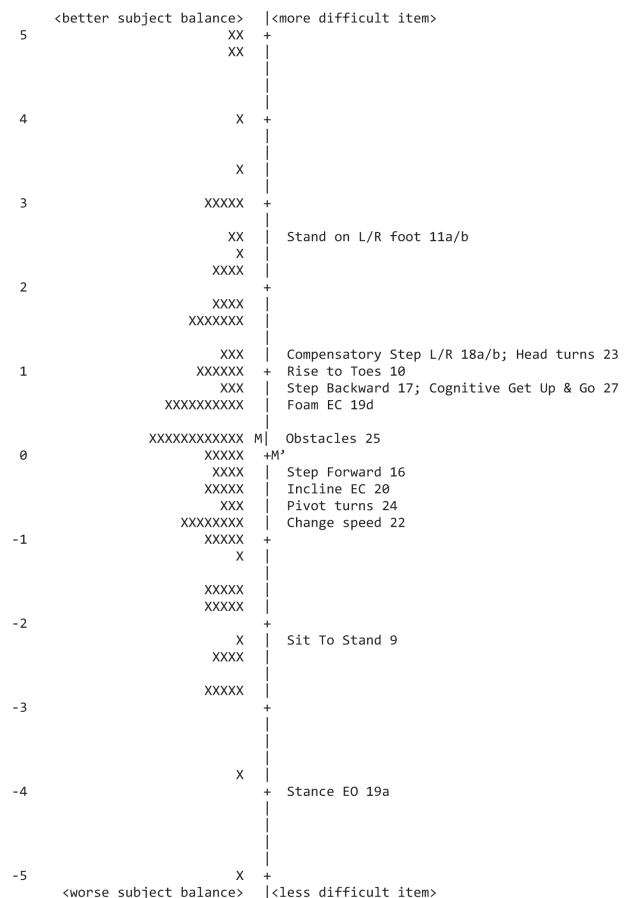 <better subject balance> |<more difficult item>
5 XX +
XX |
|
|
|
4 X +
|
|
X |
|
3 XXXXX +
|
XX | Stand on L/R foot 11a/b
X |
XXXX |
2 +
XXXX |
XXXXXXX |
|
XXX | Compensatory Step L/R 18a/b; Head turns 23
1 XXXXXX + Rise to Toes 10
XXX | Step Backward 17; Cognitive Get Up & Go 27
XXXXXXXXXX | Foam EC 19d
|
XXXXXXXXXXXX M| Obstacles 25
0 XXXXX +M’
XXXX | Step Forward 16
XXXXX | Incline EC 20
XXX | Pivot turns 24
XXXXXXXX | Change speed 22
-1 XXXXX +
X |
|
XXXXX |
XXXXX |
-2 +
X | Sit To Stand 9
XXXX |
|
XXXXX |
-3 +
|
|
|
X |
-4 + Stance EO 19a
|
|
|
|
-5 X +
<worse subject balance> |<less difficult item>